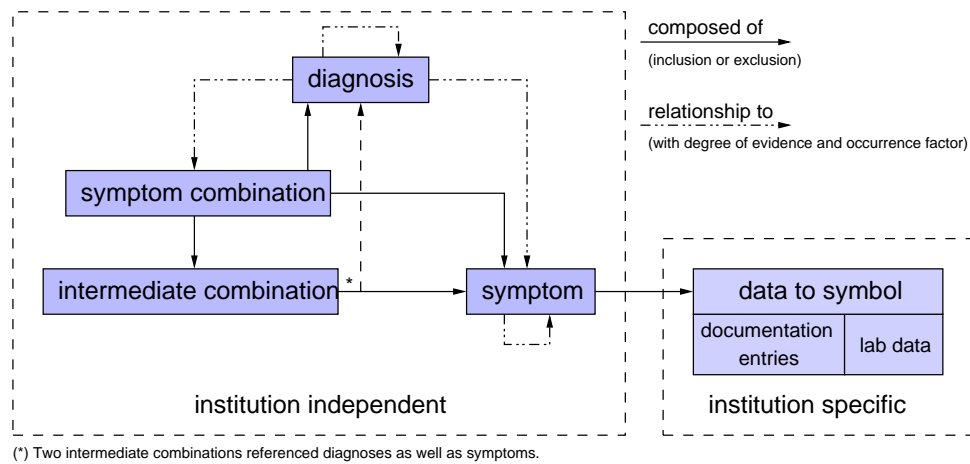 composed of
(inclusion or exclusion)
diagnosis
relationship to
(with degree of evidence and occurrence factor)
symptom combination
intermediate combination
*
symptom
data to symbol
documentation
entries
lab data
institution independent
institution specific
(*) Two intermediate combinations referenced diagnoses as well as symptoms.